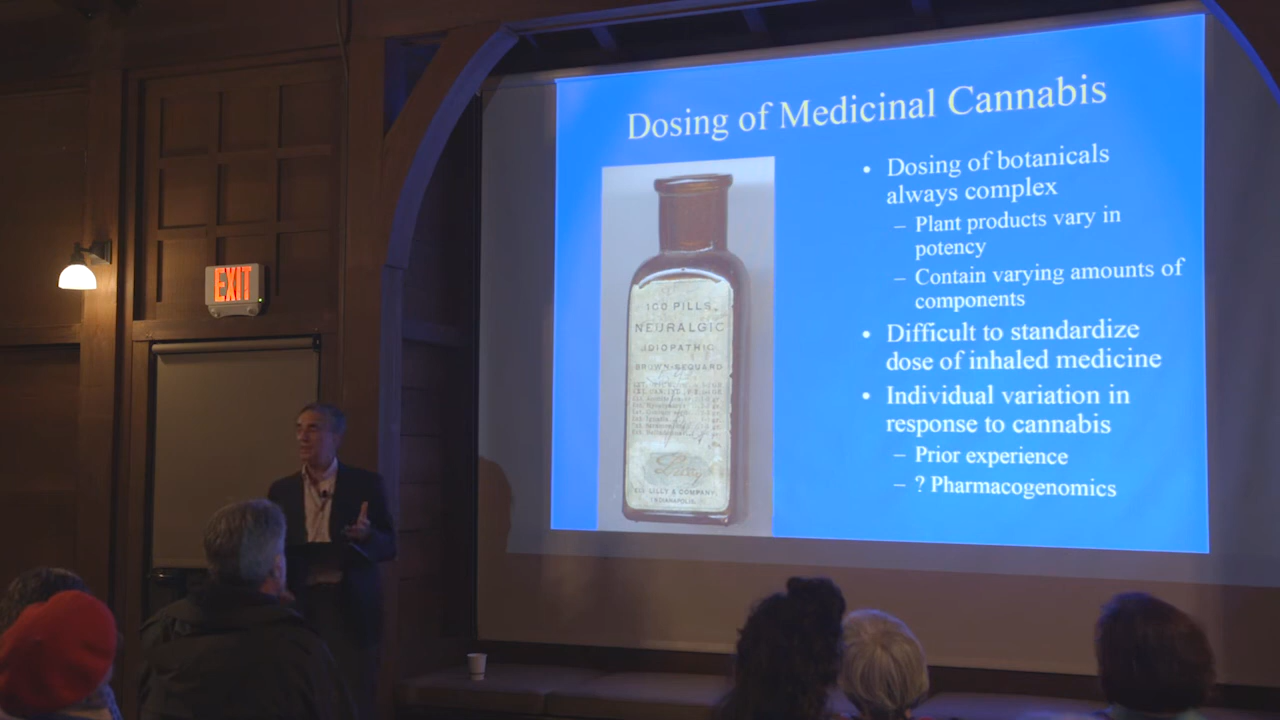 EXIT
Dosing of Medicinal Cannabis
100 PILLS,
NEURALGIC
IDIOPATHIC
BROWN-SEQUARD
Lilly
ELI LILLY & COMPANY,
INDIANAPOLIS,
• Dosing of botanicals
always complex
– Plant products vary in
potency
– Contain varying amounts of
components
• Difficult to standardize
dose of inhaled medicine
• Individual variation in
response to cannabis
– Prior experience
– ? Pharmacogenomics